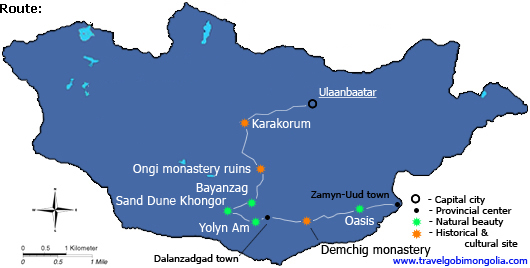 Route:
Ulaanbaatar
Karakorum
Ongi monastery ruins
Bayanzag
Sand Dune Khongor
Yolyn Am
Zamyn-Uud town
Oasis
Demchig monastery
Dalanzadgad town
- Capital city
- Provincial center
- Natural beauty
- Historical &
cultural site
0 0.5 1 Kilometer
0 0.5 1 Mile
www.travelgobimongolia.com